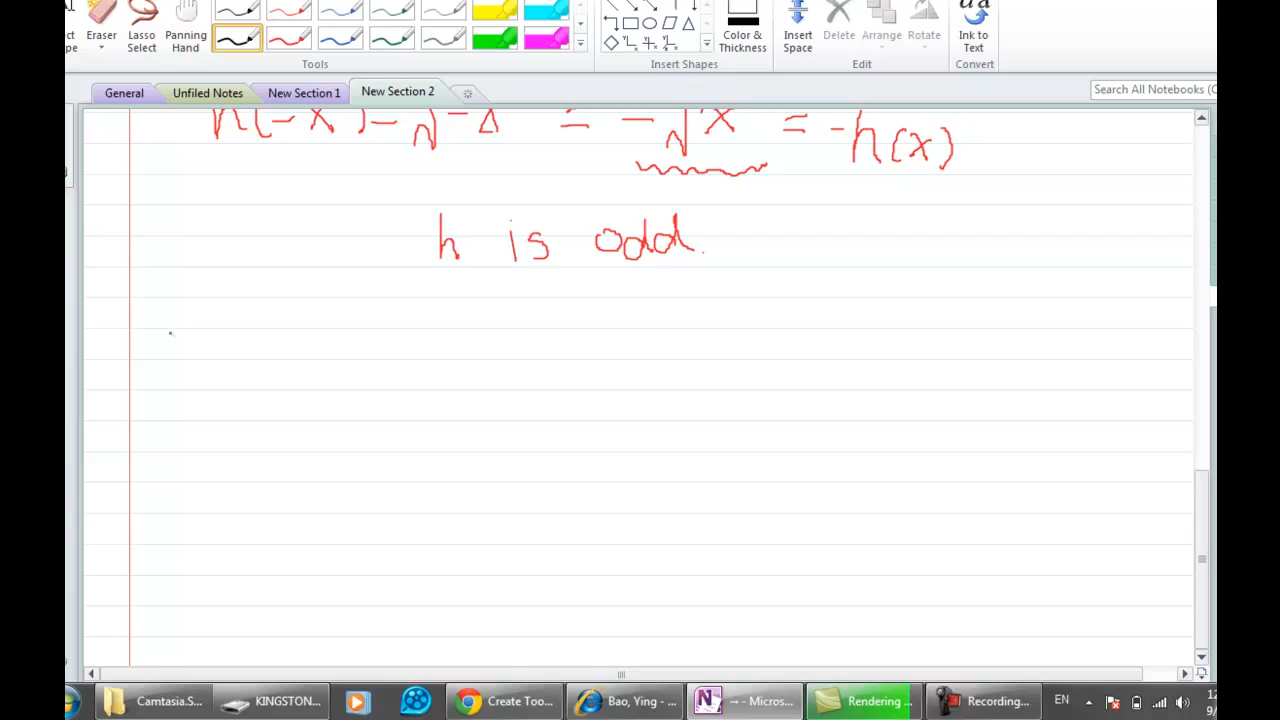 Eraser Lasso Select Panning Hand Color & Thickness Insert Space Delete Arrange Rotate Ink to Text
Tools Insert Shapes Edit Convert
General Unfiled Notes New Section 1 New Section 2 Search All Notebooks (C
= -h(x)
h is odd.
Camtasia.S... KINGSTON... Create Too... Bao, Ying - ... → - Micros... Rendering ... Recording... EN